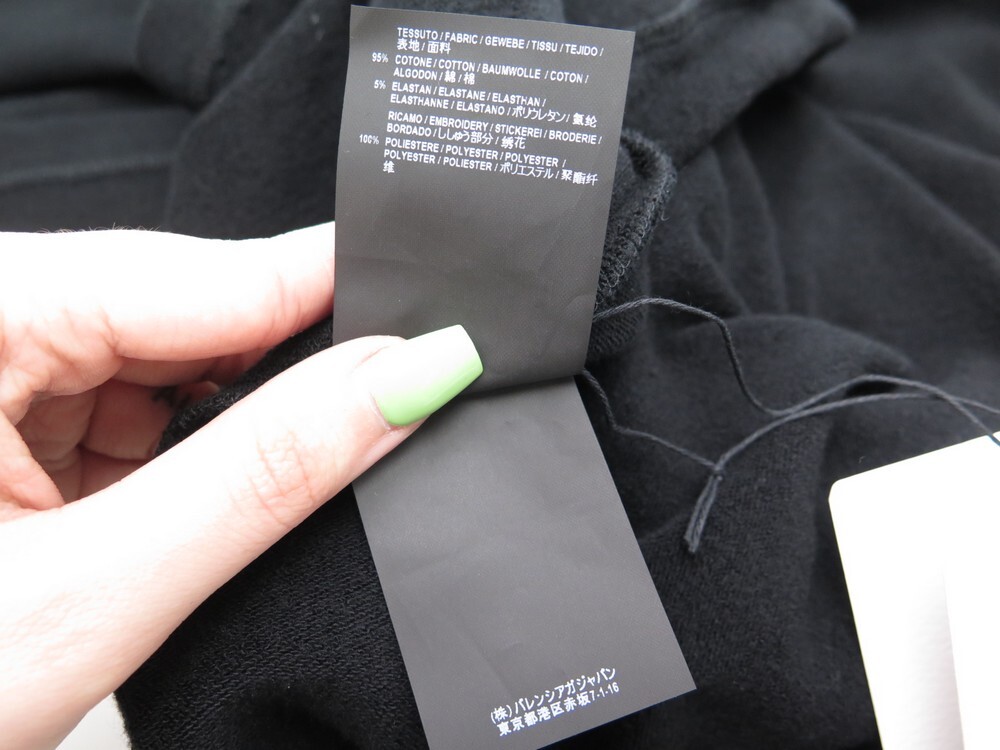 TESSUTO / FABRIC / GEWEBE / TISSU / TEJIDO /
表地 / 面料
95% COTONE / COTTON / BAUMWOLLE / COTON /
ALGODON / 綿 / 棉
5% ELASTAN / ELASTANE / ELASTHAN /
ELASTHANNE / ELASTANO / ポリウレタン / 氨纶
RICAMO / EMBROIDERY / STICKEREI / BRODERIE /
BORDADO / ししゅう部分 / 绣花
100% POLIESTERE / POLYESTER / POLYESTER /
POLYESTER / POLIESTER / ポリエステル / 聚酯纤
维
(株) バレンシアガジャパン
東京都港区赤坂7-1-16